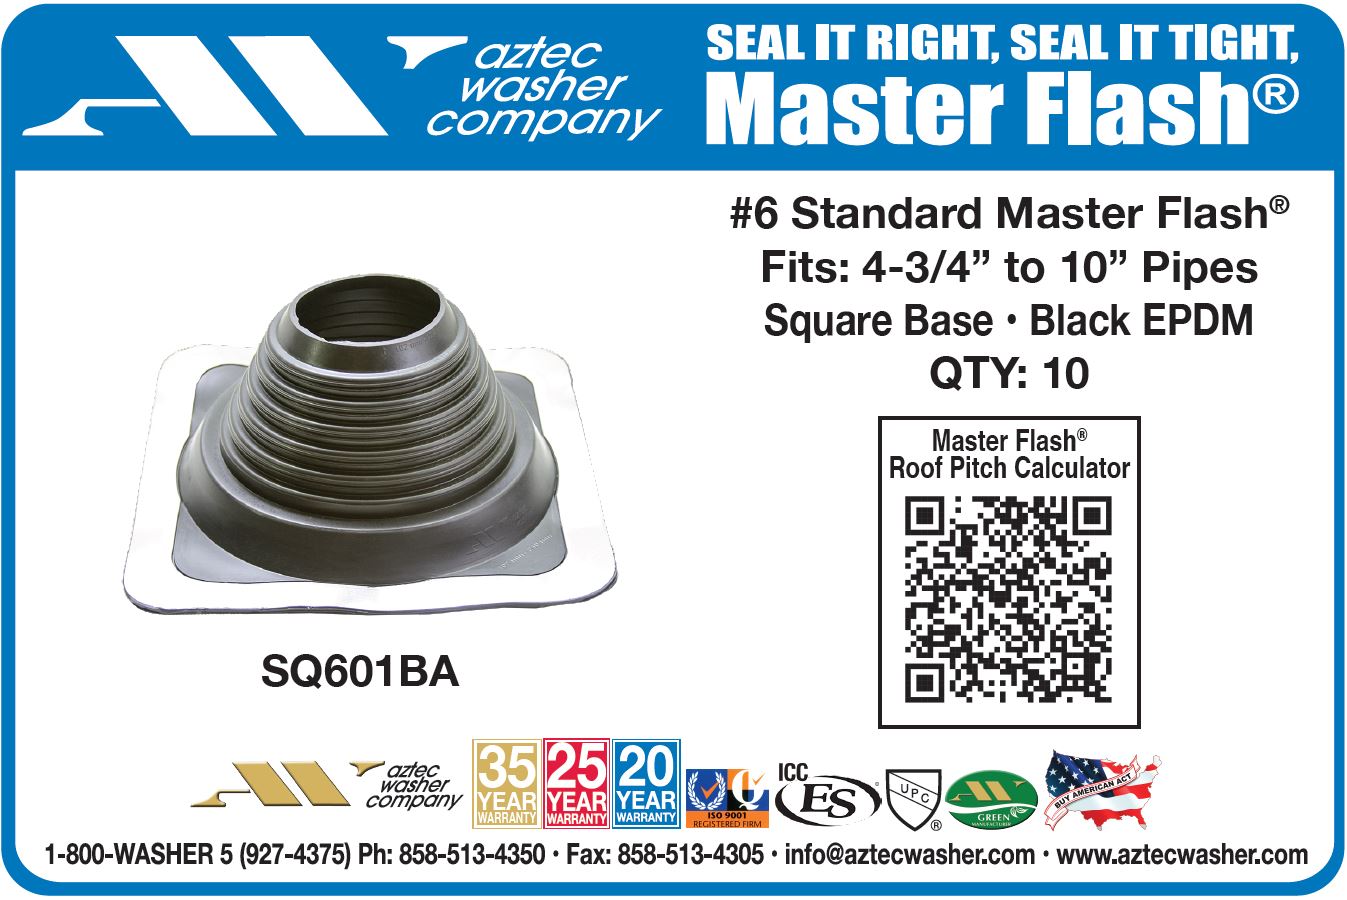 aztec
washer
company
SEAL IT RIGHT, SEAL IT TIGHT,
Master Flash®
#6 Standard Master Flash®
Fits: 4-3/4” to 10” Pipes
Square Base • Black EPDM
QTY: 10
Master Flash®
Roof Pitch Calculator
SQ601BA
aztec
washer
company
35
YEAR
WARRANTY
25
YEAR
WARRANTY
20
YEAR
WARRANTY
Q
ISO 9001
REGISTERED FIRM
ICC
ES
UPC
®
GREEN
MANUFACTURER
BUY AMERICAN ACT
1-800-WASHER 5 (927-4375) Ph: 858-513-4350 • Fax: 858-513-4305 • info@aztecwasher.com • www.aztecwasher.com